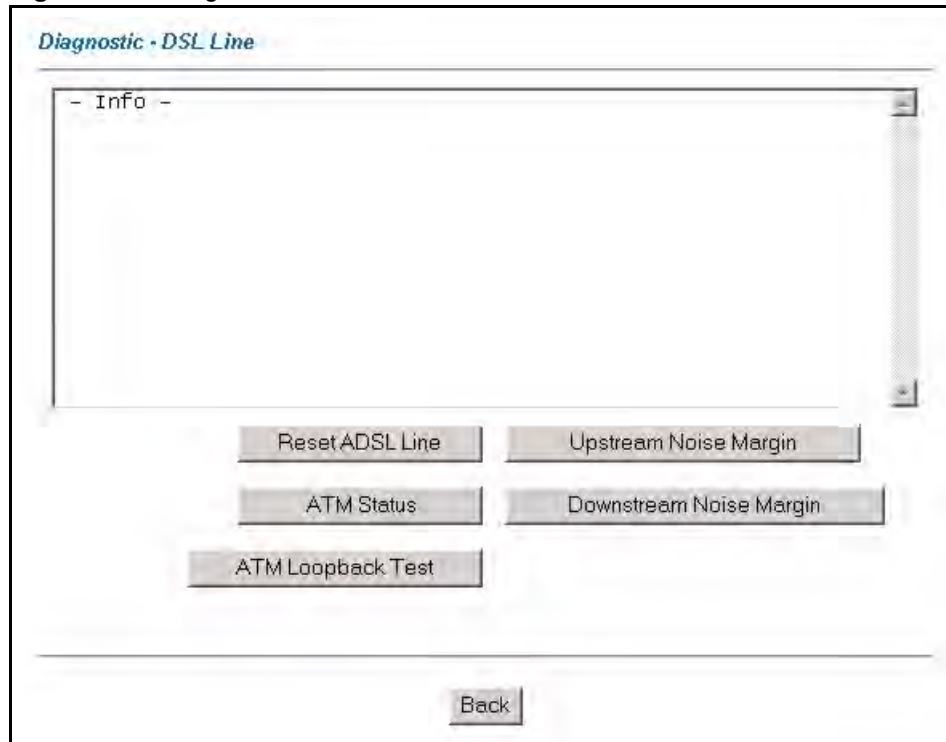 Diagnostic - DSL Line
- Info -
Reset ADSL Line
Upstream Noise Margin
ATM Status
Downstream Noise Margin
ATM Loopback Test
Back